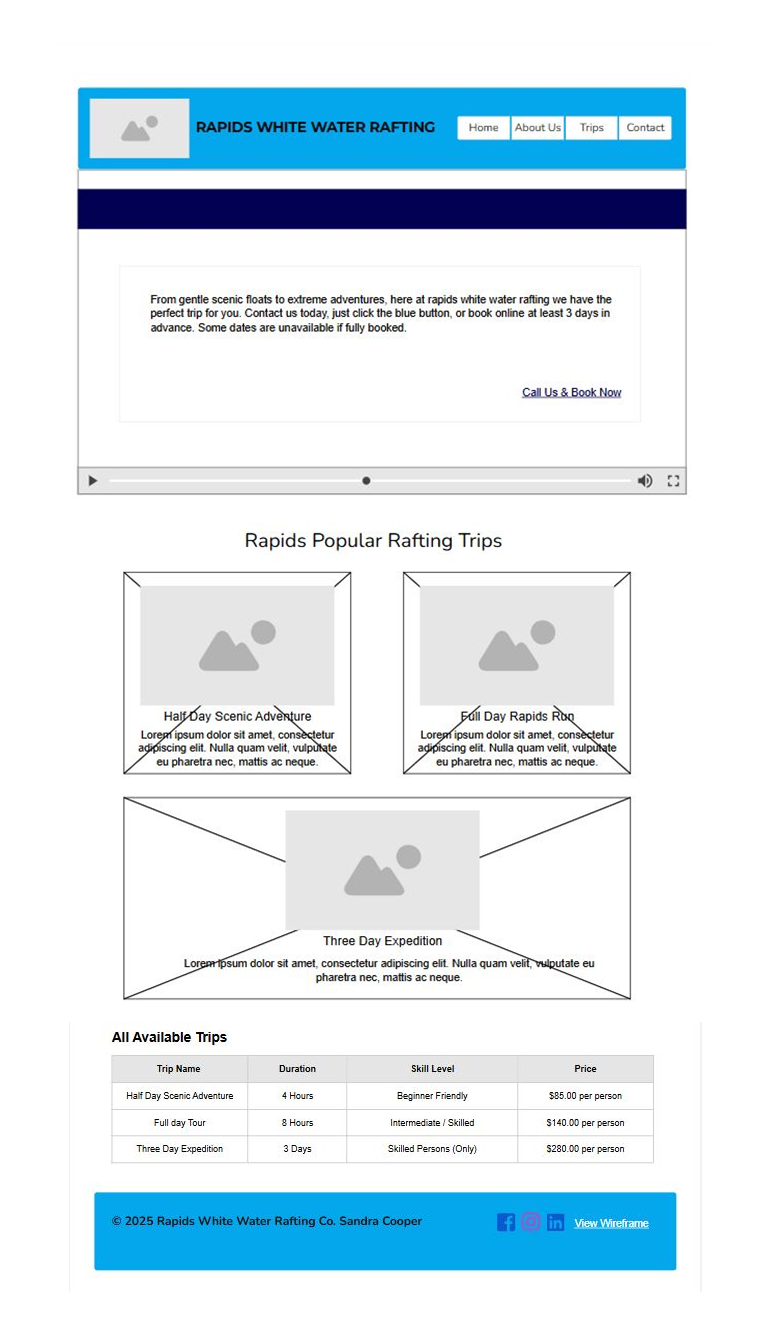 RAPIDS WHITE WATER RAFTING
Home
About Us
Trips
Contact
From gentle scenic floats to extreme adventures, here at rapids white water rafting we have the
perfect trip for you. Contact us today, just click the blue button, or book online at least 3 days in
advance. Some dates are unavailable if fully booked.
Call Us & Book Now
Rapids Popular Rafting Trips
Half Day Scenic Adventure
Lorem ipsum dolor sit amet, consectetur
adipiscing elit. Nulla quam velit, vulputate
eu pharetra nec, mattis ac neque.
Full Day Rapids Run
Lorem ipsum dolor sit amet, consectetur
adipiscing elit. Nulla quam velit, vulputate
eu pharetra nec, mattis ac neque.
Three Day Expedition
Lorem ipsum dolor sit amet, consectetur adipiscing elit. Nulla quam velit, vulputate eu
pharetra nec, mattis ac neque.
All Available Trips
Trip Name Duration Skill Level Price
Half Day Scenic Adventure 4 Hours Beginner Friendly $85.00 per person
Full day Tour 8 Hours Intermediate / Skilled $140.00 per person
Three Day Expedition 3 Days Skilled Persons (Only) $280.00 per person
© 2025 Rapids White Water Rafting Co. Sandra Cooper
View Wireframe